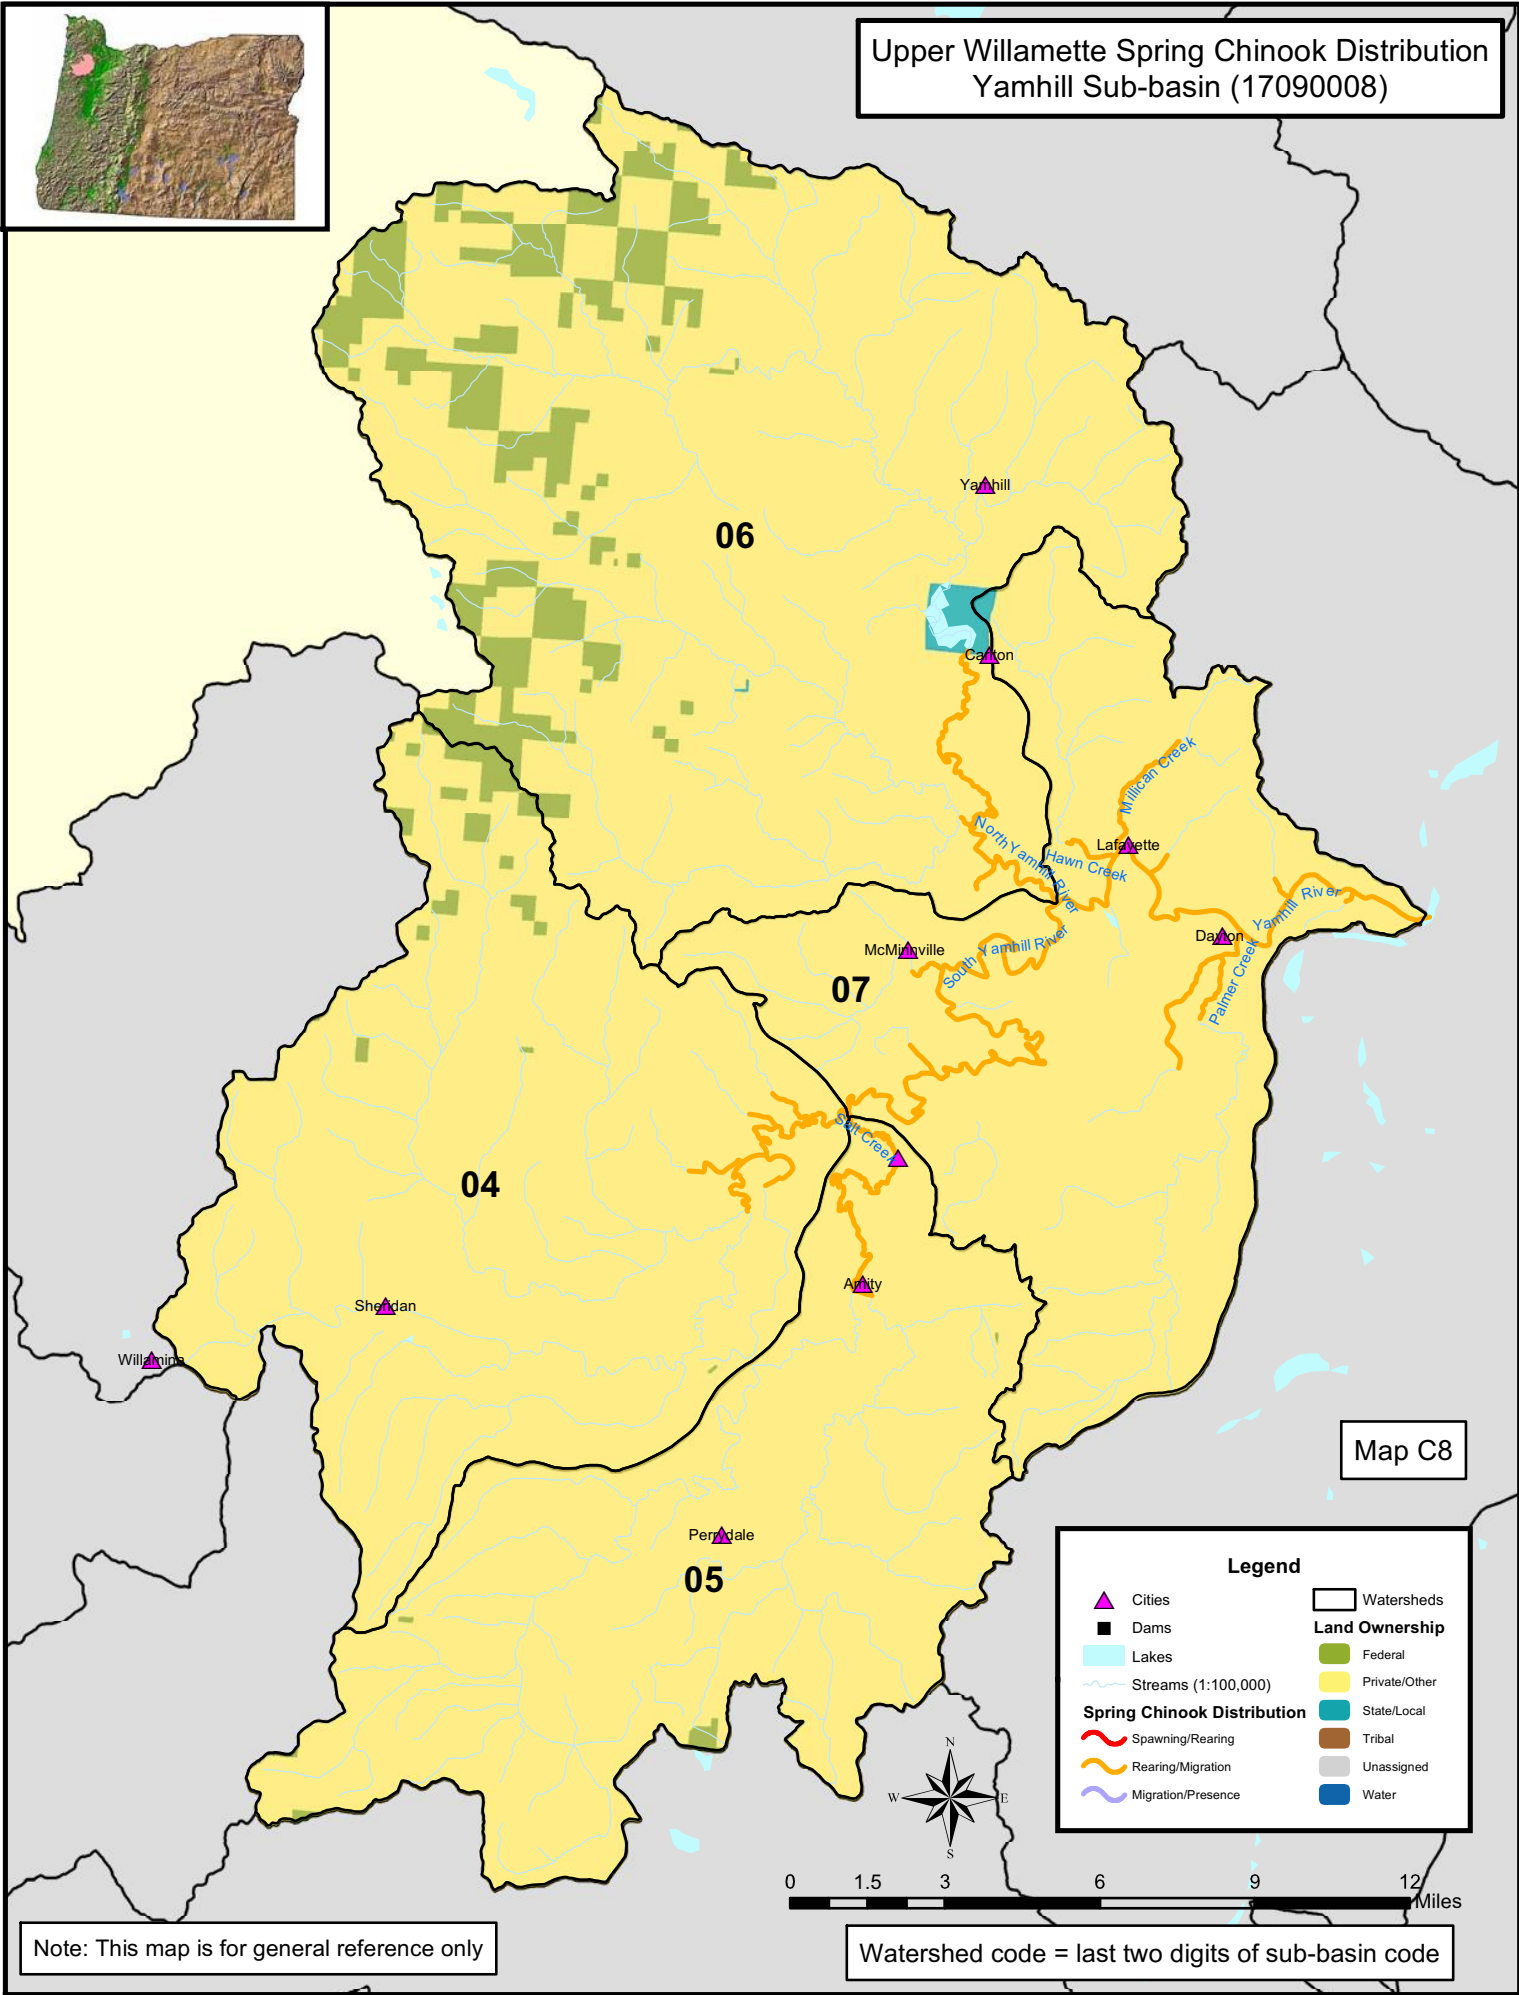 Upper Willamette Spring Chinook Distribution
Yamhill Sub-basin (17090008)
Yamhill
06
Carlton
Millican Creek
Lafayette
North Yamhill River
Hawn Creek
Yamhill River
Dayton
McMinnville
South Yamhill River
Palmer Creek
07
Salt Creek
04
Amity
Sheridan
Willamina
Map C8
Perrydale
05
Legend
Cities
Dams
Lakes
Streams (1:100,000)
Spring Chinook Distribution
Spawning/Rearing
Rearing/Migration
Migration/Presence
Watersheds
Land Ownership
Federal
Private/Other
State/Local
Tribal
Unassigned
Water
N
W E
S
0 1.5 3 6 9 12
Miles
Note: This map is for general reference only
Watershed code = last two digits of sub-basin code